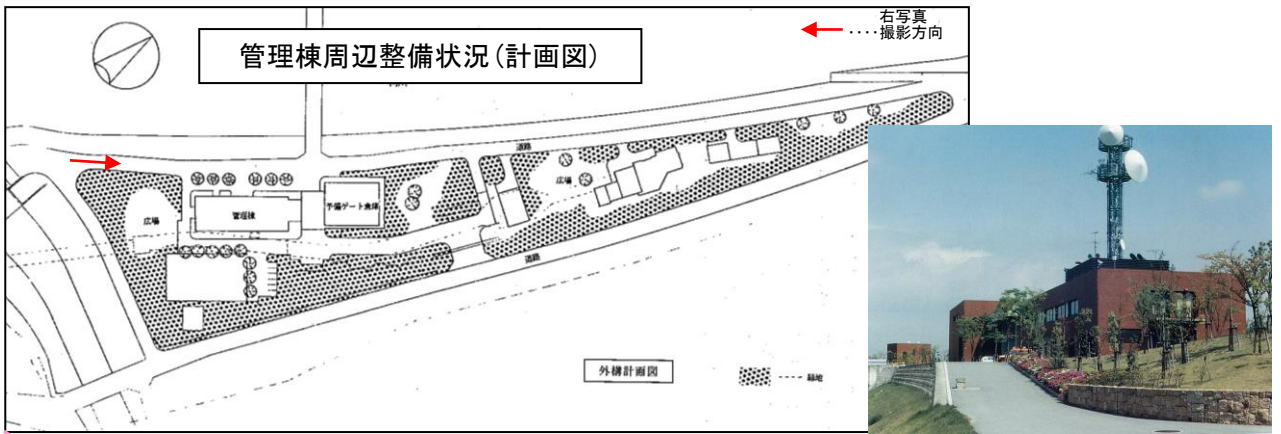 右写真
････撮影方向
管理棟周辺整備状況(計画図)
道路
広場
予備ゲート倉庫
管理棟
広場
道路
外構計画図
---- 緑地